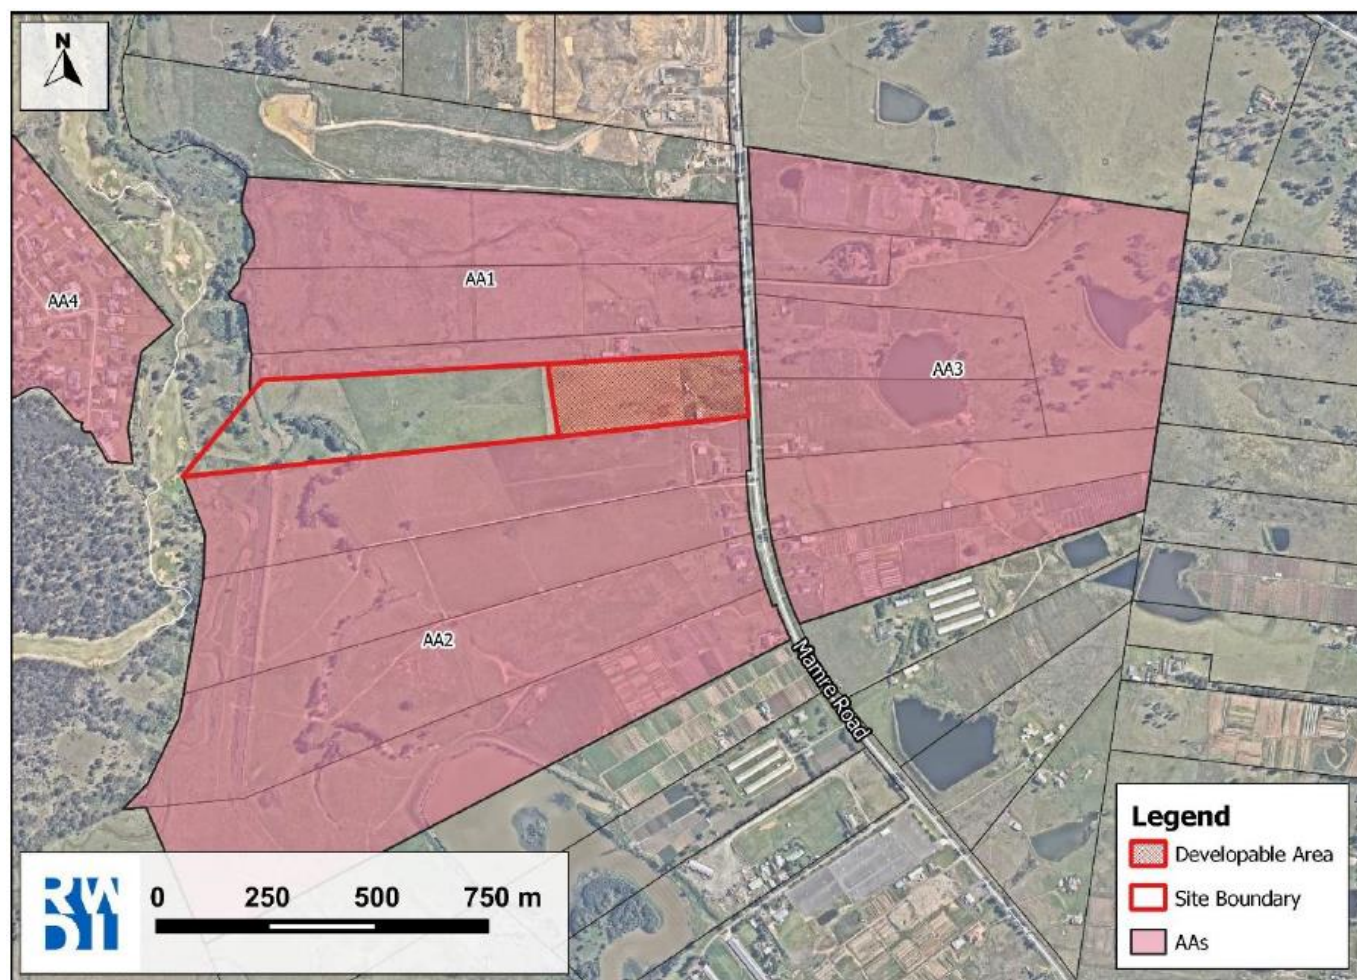 N
AA1
AA4
AA3
AA2
Mamre Road
RWDI
0 250 500 750 m
Legend
Developable Area
Site Boundary
AAs